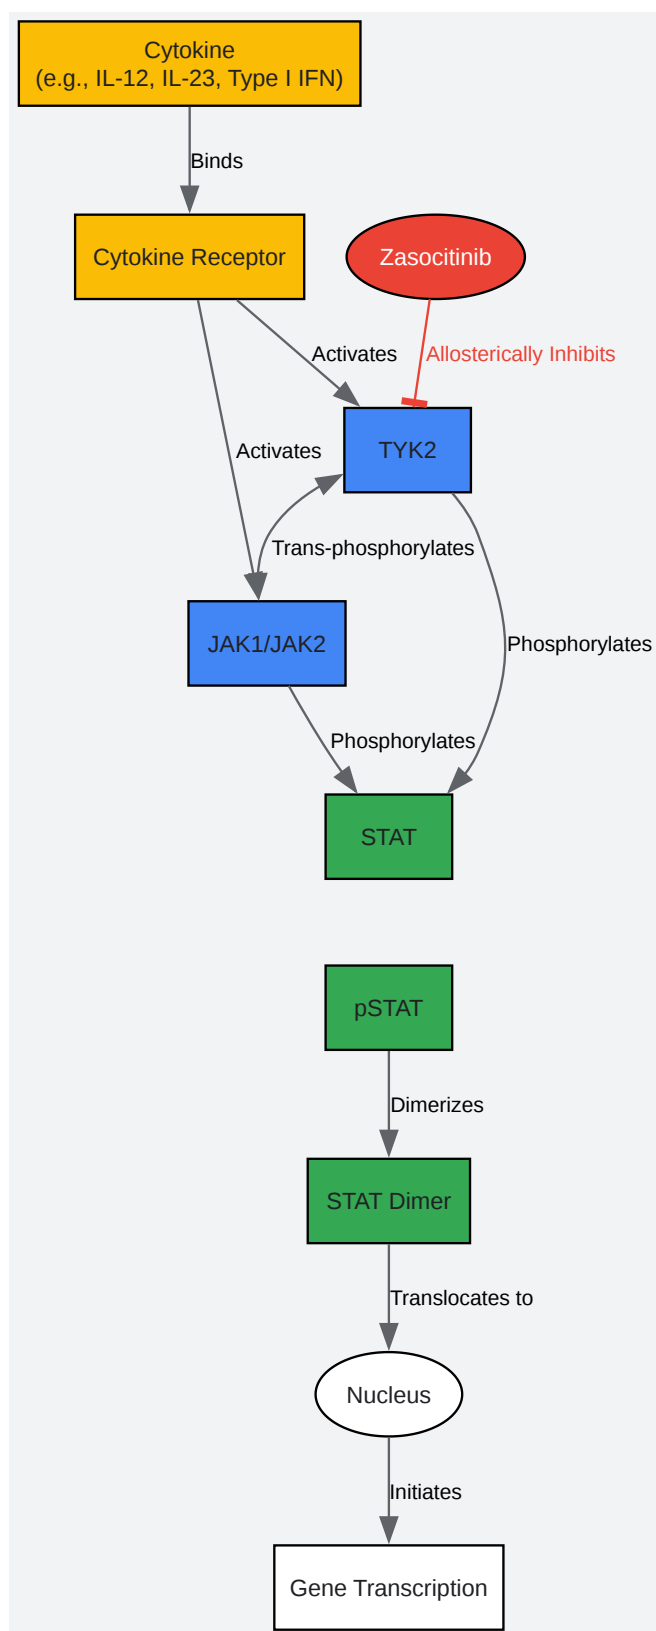 Cytokine
(e.g., IL-12, IL-23, Type I IFN)
Binds
Cytokine Receptor
Zasocitinib
Activates
Allosterically Inhibits
Activates
TYK2
Trans-phosphorylates
JAK1/JAK2
Phosphorylates
Phosphorylates
STAT
pSTAT
Dimerizes
STAT Dimer
Translocates to
Nucleus
Initiates
Gene Transcription